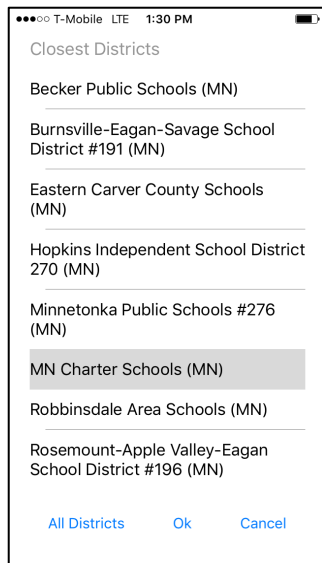 T-Mobile LTE 1:30 PM
Closest Districts
Becker Public Schools (MN)
Burnsville-Eagan-Savage School
District #191 (MN)
Eastern Carver County Schools
(MN)
Hopkins Independent School District
270 (MN)
Minnetonka Public Schools #276
(MN)
MN Charter Schools (MN)
Robbinsdale Area Schools (MN)
Rosemount-Apple Valley-Eagan
School District #196 (MN)
All Districts Ok Cancel